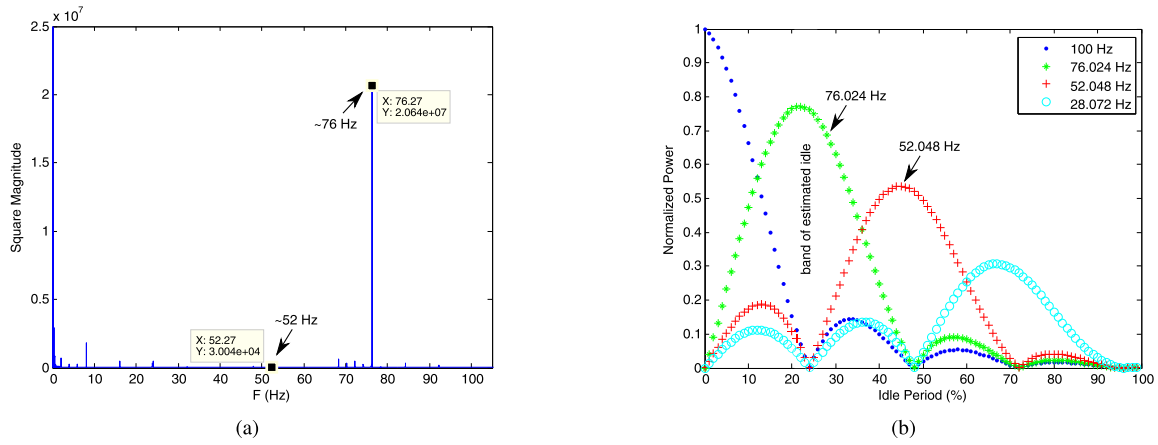 x 10^7
2.5
2
1.5
1
0.5
0
Square Magnitude
X: 76.27
Y: 2.064e+07
~76 Hz
~52 Hz
X: 52.27
Y: 3.004e+04
0 10 20 30 40 50 60 70 80 90 100
F (Hz)
(a)
1
0.9
0.8
0.7
0.6
0.5
0.4
0.3
0.2
0.1
0
Normalized Power
100 Hz
76.024 Hz
52.048 Hz
28.072 Hz
76.024 Hz
52.048 Hz
band of estimated idle
0 10 20 30 40 50 60 70 80 90 100
Idle Period (%)
(b)